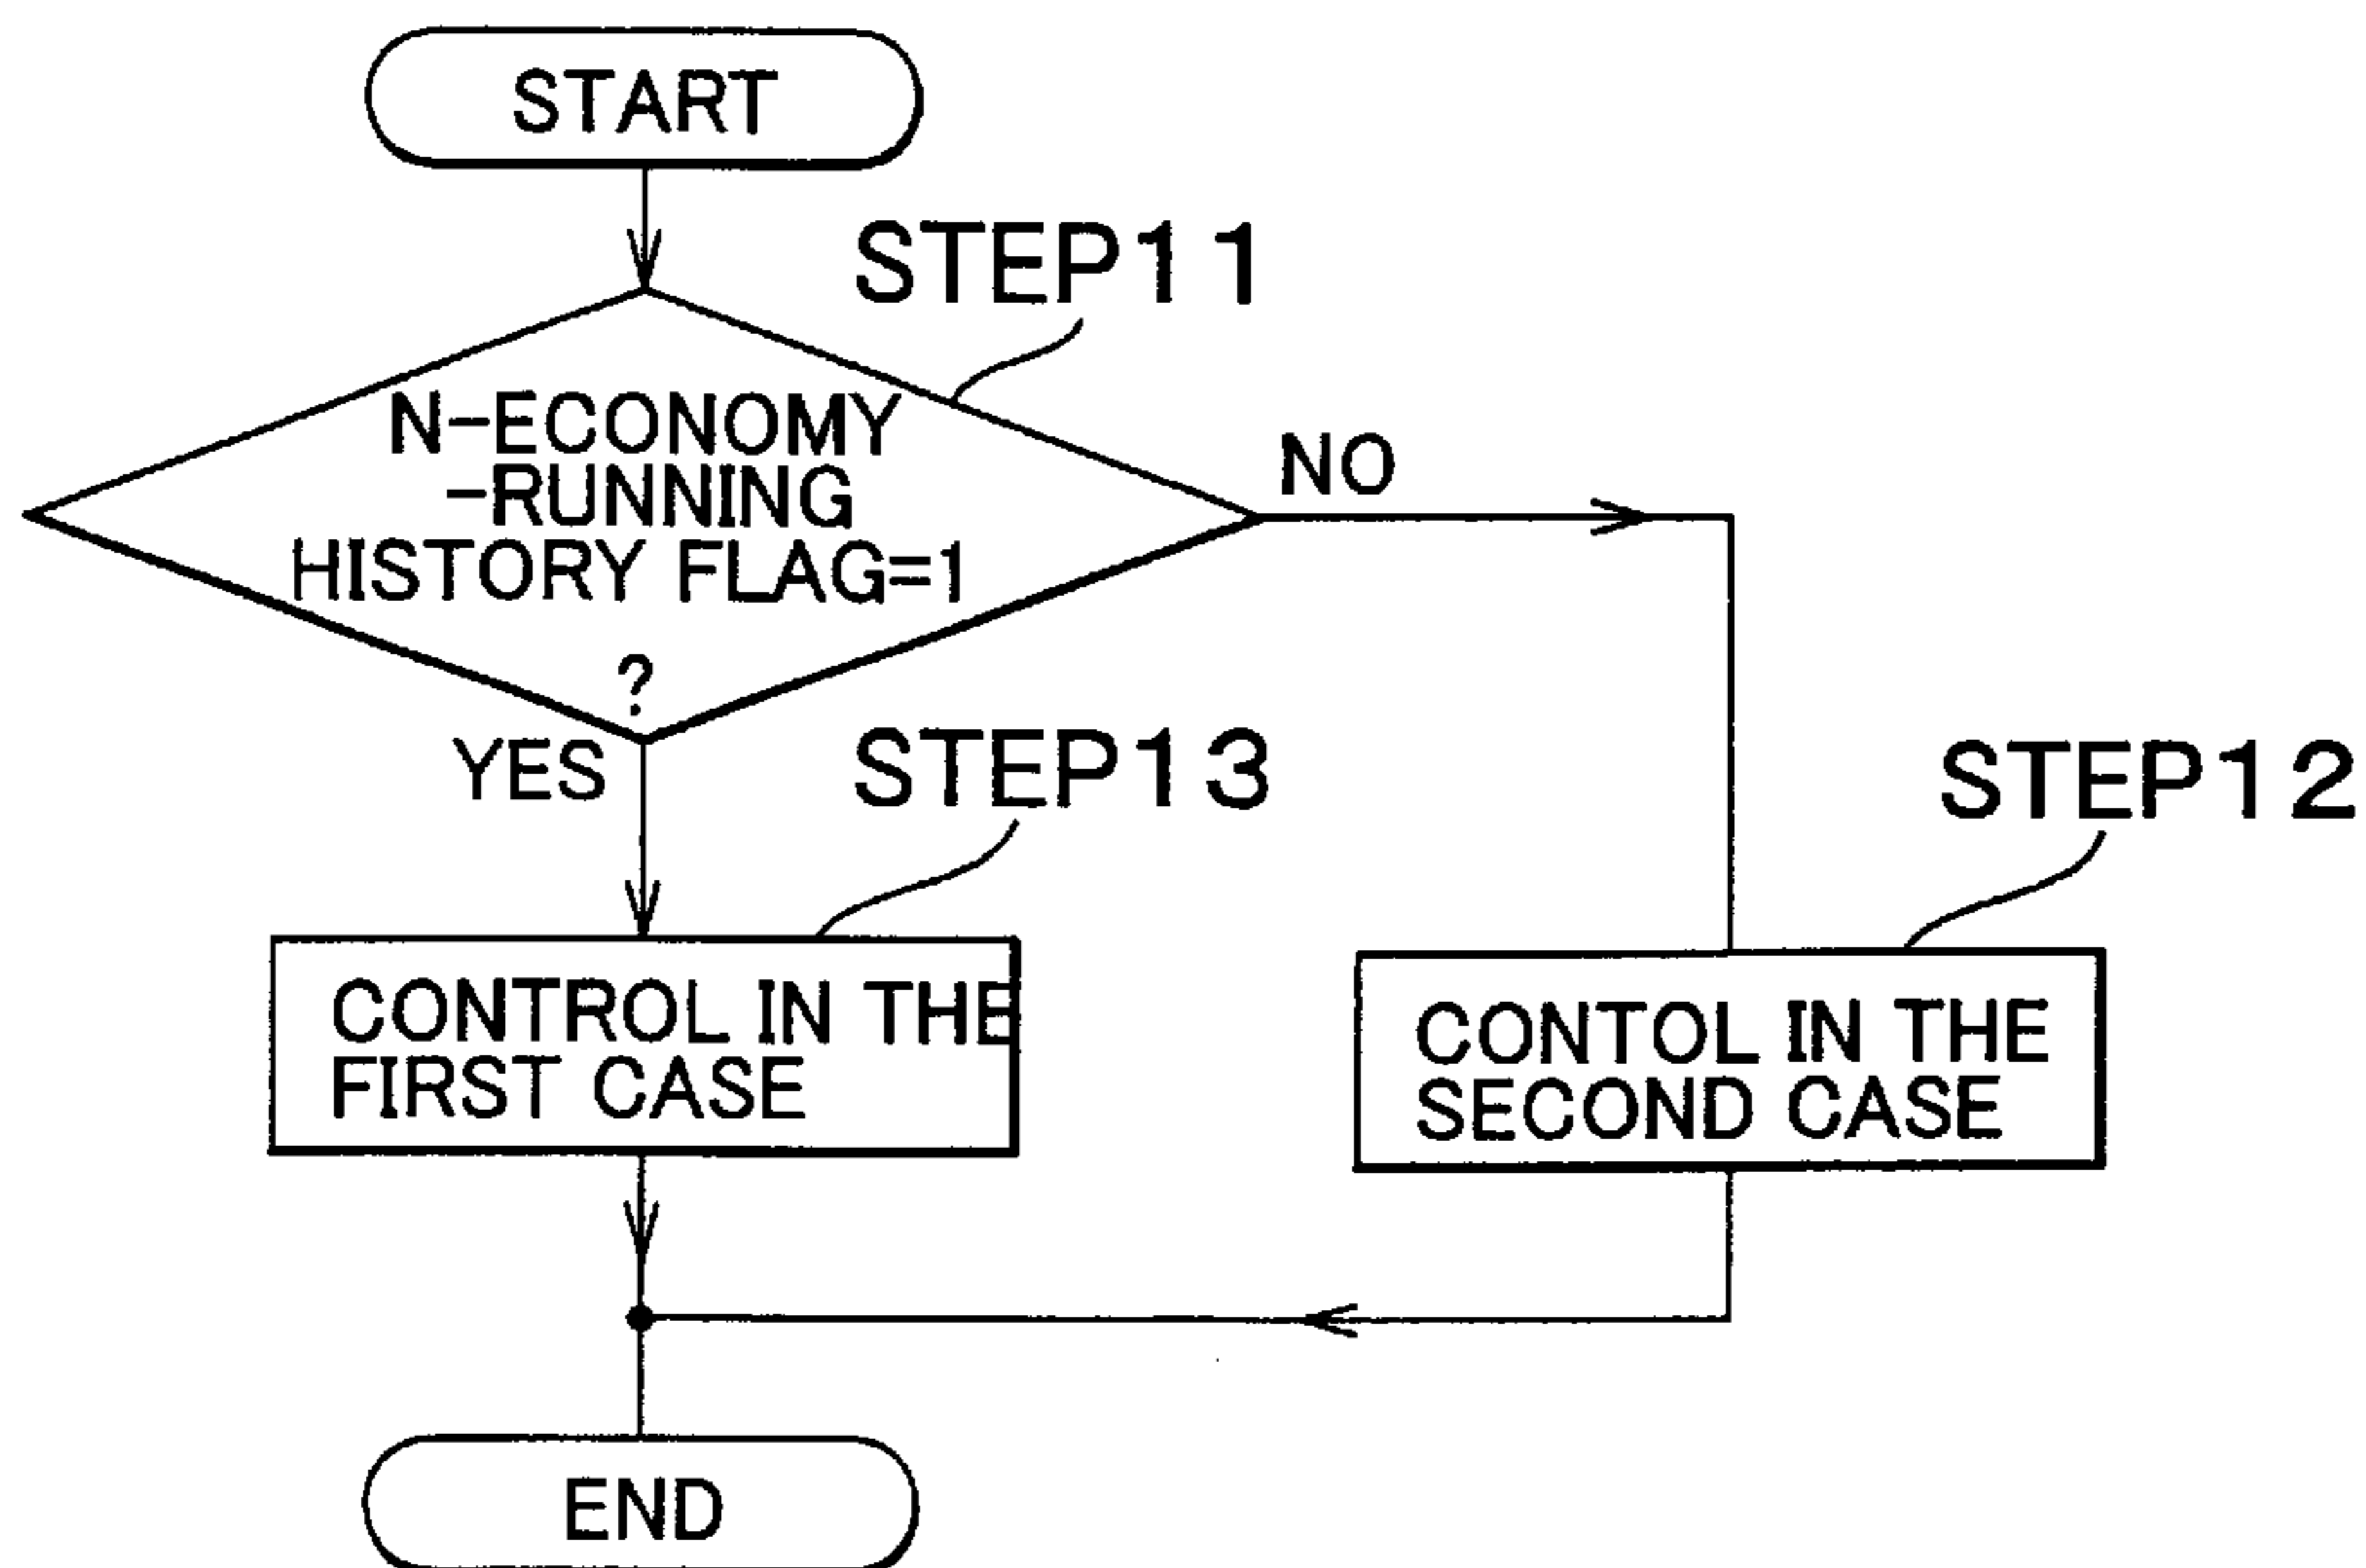 START
STEP11
N-ECONOMY
-RUNNING
HISTORY FLAG=1
?
NO
YES
STEP13
STEP12
CONTROL IN THE
FIRST CASE
CONTOL IN THE
SECOND CASE
END